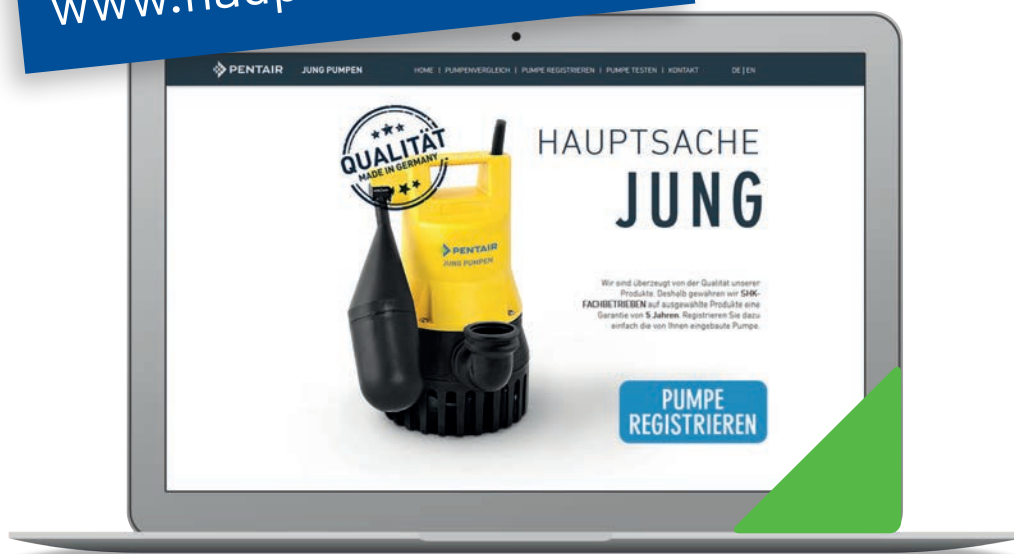 PENTAIR JUNG PUMPEN HOME | PUMPENVERGLEICH | PUMPE REGISTRIEREN | PUMPE TESTEN | KONTAKT DE | EN
QUALITÄT
MADE IN GERMANY
HAUPTSACHE
JUNG
PENTAIR
JUNG PUMPEN
Wir sind überzeugt von der Qualität unserer
Produkte. Deshalb gewähren wir SHK-
FACHBETRIEBEN auf ausgewählte Produkte eine
Garantie von 5 Jahren. Registrieren Sie dazu
einfach die von Ihnen eingebaute Pumpe.
PUMPE
REGISTRIEREN